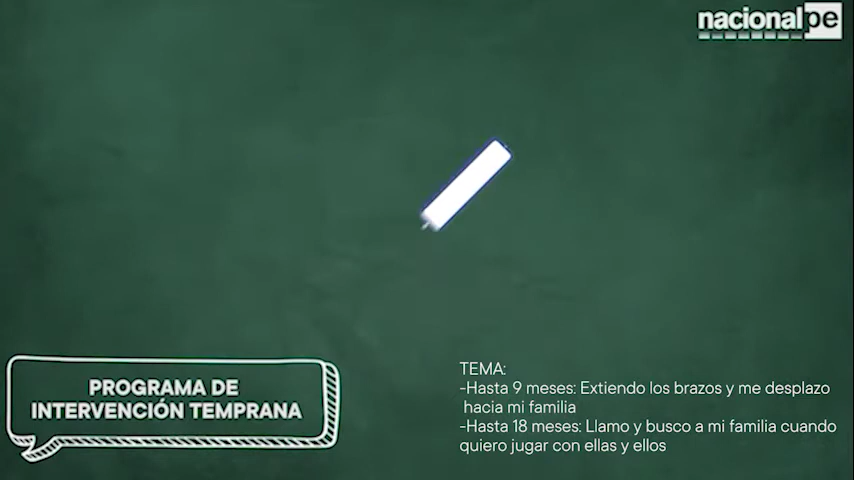 nacionalpe
PROGRAMA DE
INTERVENCIÓN TEMPRANA
TEMA:
-Hasta 9 meses: Extiendo los brazos y me desplazo
hacia mi familia
-Hasta 18 meses: Llamo y busco a mi familia cuando
quiero jugar con ellas y ellos